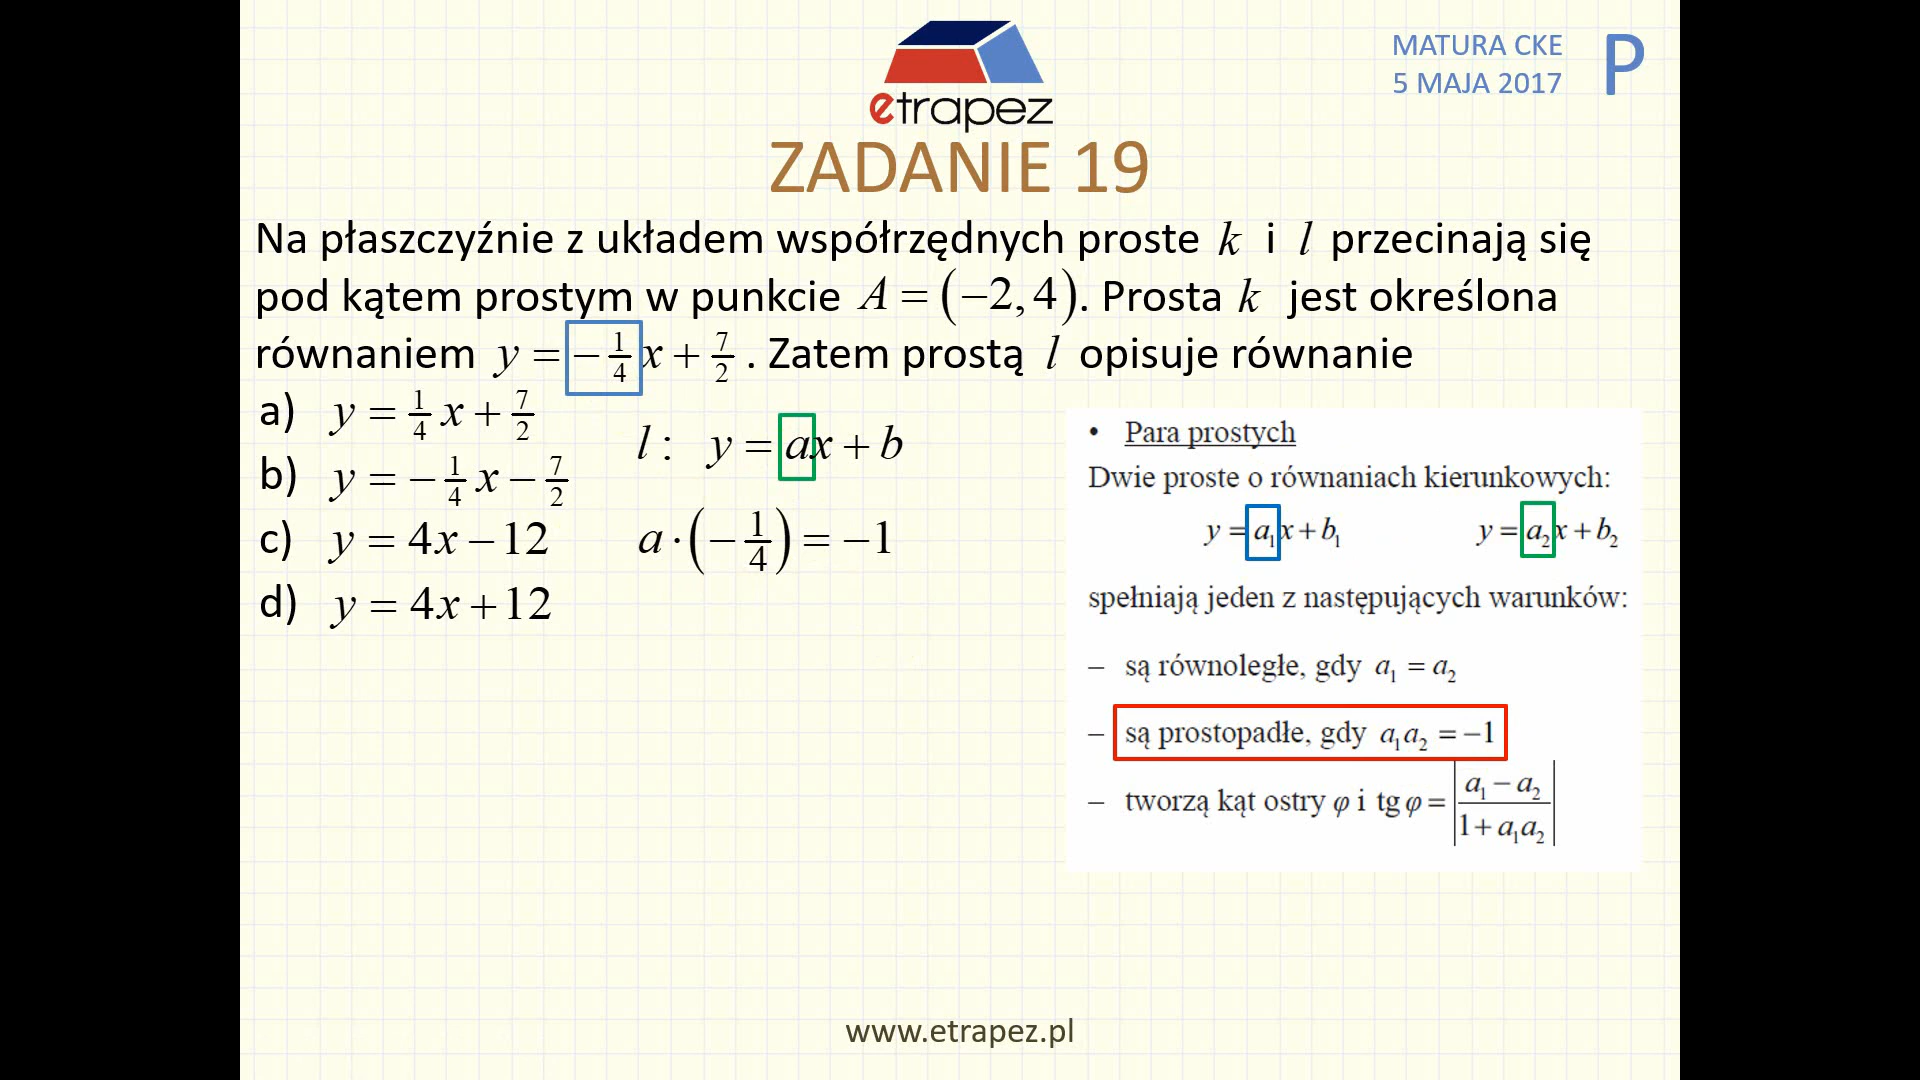 etrapez
MATURA CKE
5 MAJA 2017
P
ZADANIE 19
Na płaszczyźnie z układem współrzędnych proste k i l przecinają się
pod kątem prostym w punkcie A = (−2, 4). Prosta k jest określona
równaniem y = −1/4 x + 7/2 . Zatem prostą l opisuje równanie
a) y = 1/4 x + 7/2
b) y = −1/4 x − 7/2
c) y = 4x − 12
d) y = 4x + 12
l : y = ax + b
a · (−1/4) = −1
• Para prostych
Dwie proste o równaniach kierunkowych:
y = a₁x + b₁ y = a₂x + b₂
spełniają jeden z następujących warunków:
– są równoległe, gdy a₁ = a₂
– są prostopadłe, gdy a₁a₂ = −1
– tworzą kąt ostry φ i tg φ = |(a₁ − a₂)/(1 + a₁a₂)|
www.etrapez.pl